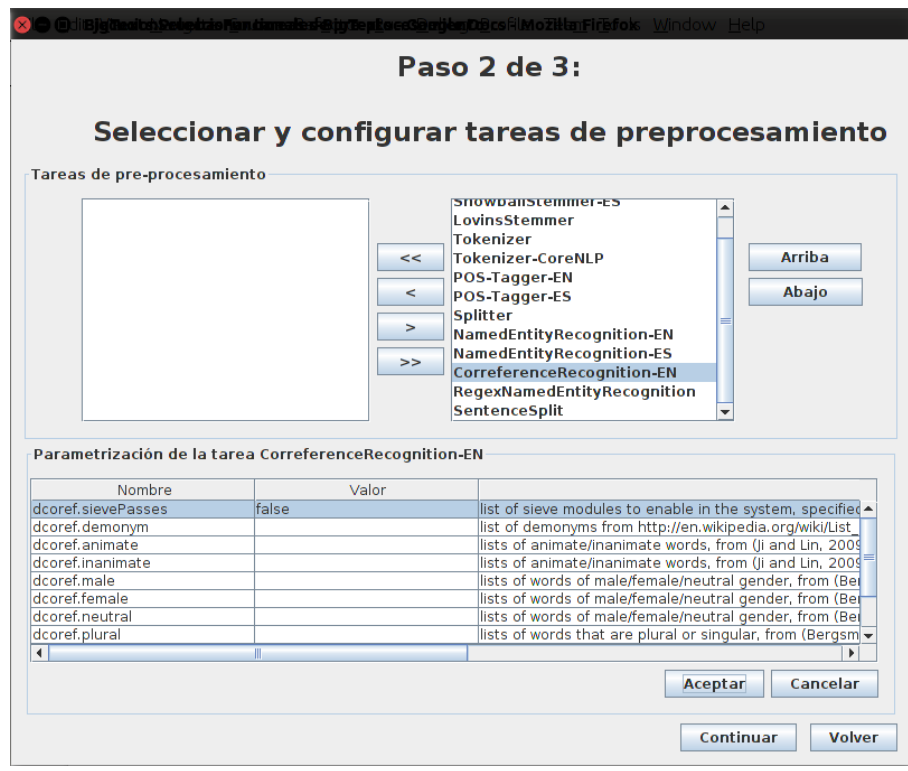 Mozilla Firefox Window Help
Paso 2 de 3:
Seleccionar y configurar tareas de preprocesamiento
Tareas de pre-procesamiento
SnowballStemmer-ES
LovinsStemmer
Tokenizer
Tokenizer-CoreNLP
POS-Tagger-EN
POS-Tagger-ES
Splitter
NamedEntityRecognition-EN
NamedEntityRecognition-ES
CorreferenceRecognition-EN
RegexNamedEntityRecognition
SentenceSplit
<<
<
>
>>
Arriba
Abajo
Parametrización de la tarea CorreferenceRecognition-EN
Nombre Valor
dcoref.sievePasses false list of sieve modules to enable in the system, specified
dcoref.demonym list of demonyms from http://en.wikipedia.org/wiki/List_
dcoref.animate lists of animate/inanimate words, from (Ji and Lin, 2009
dcoref.inanimate lists of animate/inanimate words, from (Ji and Lin, 2009
dcoref.male lists of words of male/female/neutral gender, from (Ber
dcoref.female lists of words of male/female/neutral gender, from (Ber
dcoref.neutral lists of words of male/female/neutral gender, from (Ber
dcoref.plural lists of words that are plural or singular, from (Bergsm
Aceptar Cancelar
Continuar Volver